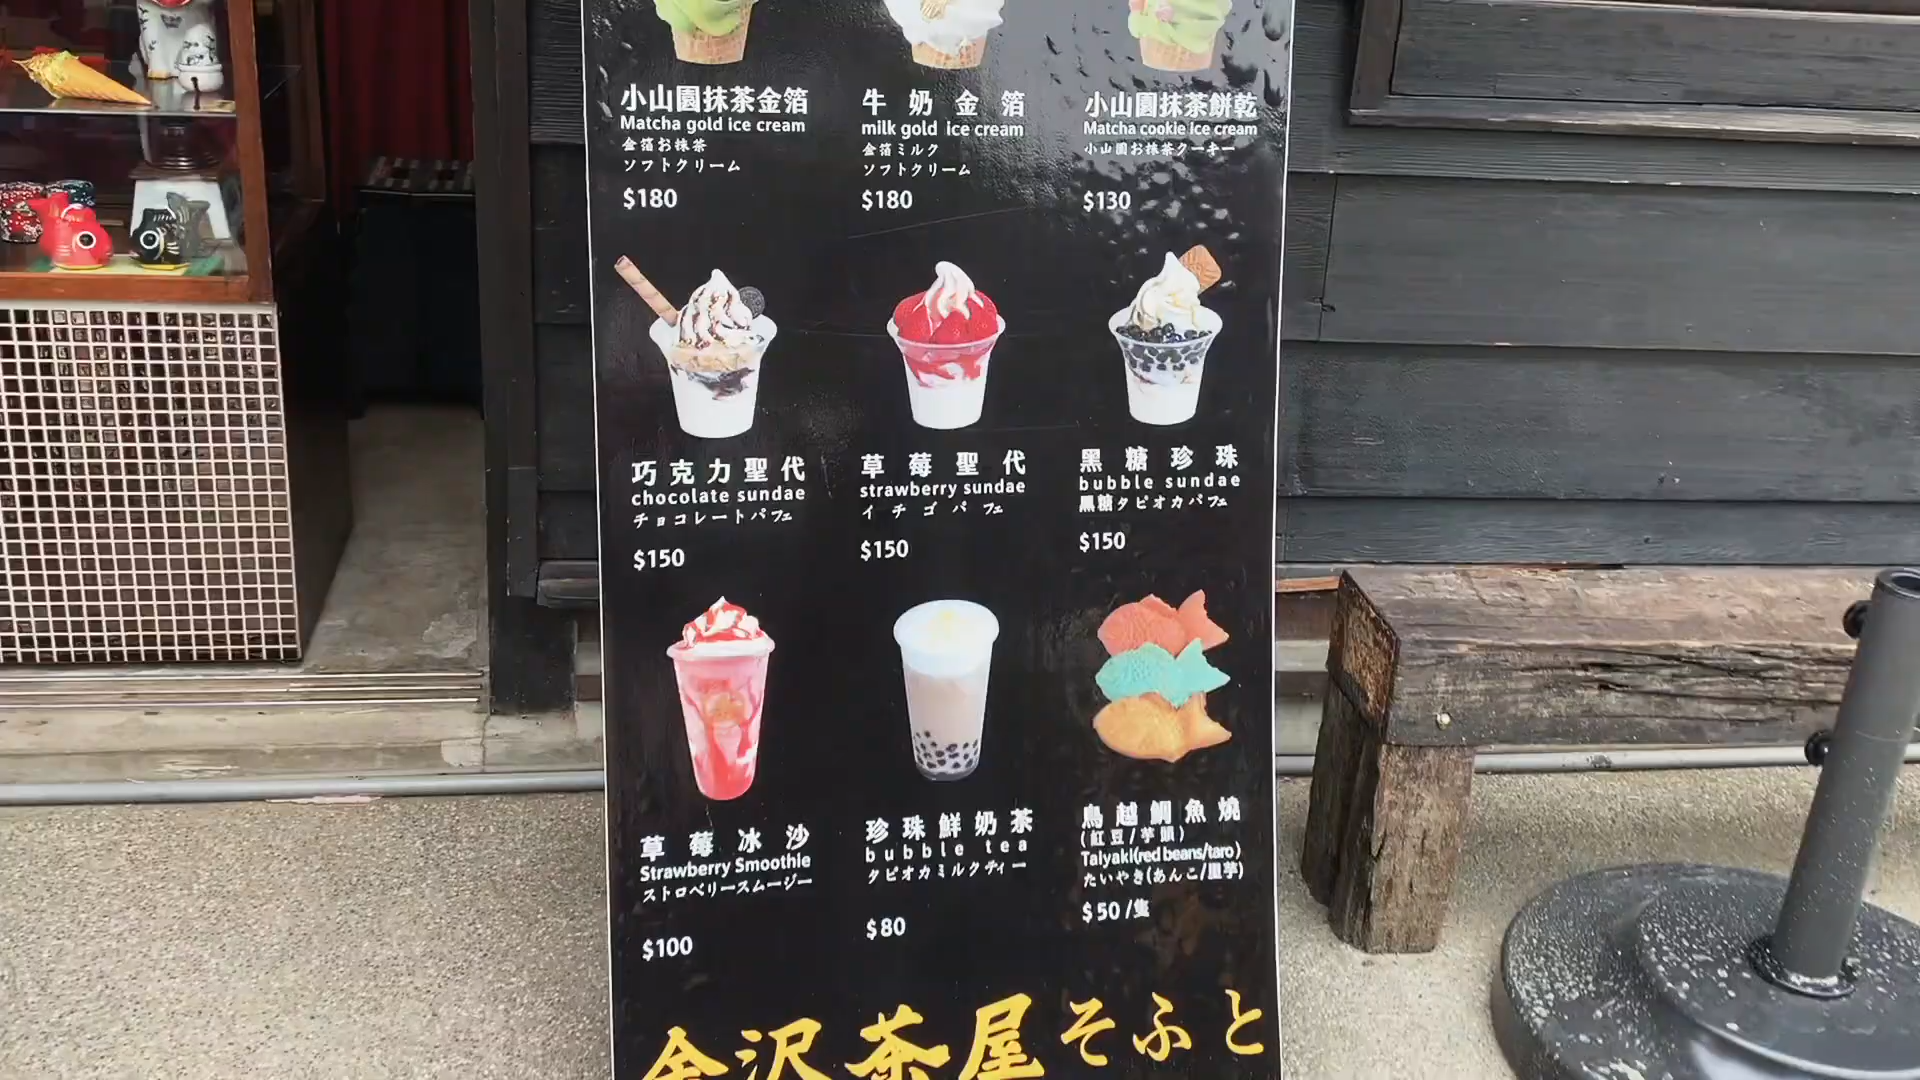 小山園抹茶金箔
Matcha gold ice cream
金箔お抹茶
ソフトクリーム
$180
牛奶金箔
milk gold ice cream
金箔ミルク
ソフトクリーム
$180
小山園抹茶餅乾
Matcha cookie ice cream
小山園お抹茶クーキー
$130
巧克力聖代
chocolate sundae
チョコレートパフェ
$150
草莓聖代
strawberry sundae
イチゴパフェ
$150
黑糖珍珠
bubble sundae
黒糖タピオカパフェ
$150
草莓冰沙
Strawberry Smoothie
ストロベリースムージー
$100
珍珠鮮奶茶
bubble tea
タピオカミルクティー
$80
鳥越鯛魚燒
(紅豆/芋頭)
Taiyaki(red beans/taro)
たいやき(あんこ/里芋)
$50/隻
金沢茶屋そふと